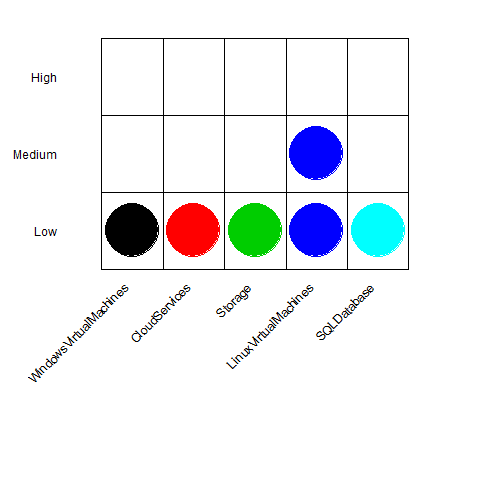 High
Medium
Low
WindowsVirtualMachines
CloudServices
Storage
LinuxVirtualMachines
SQLDatabase